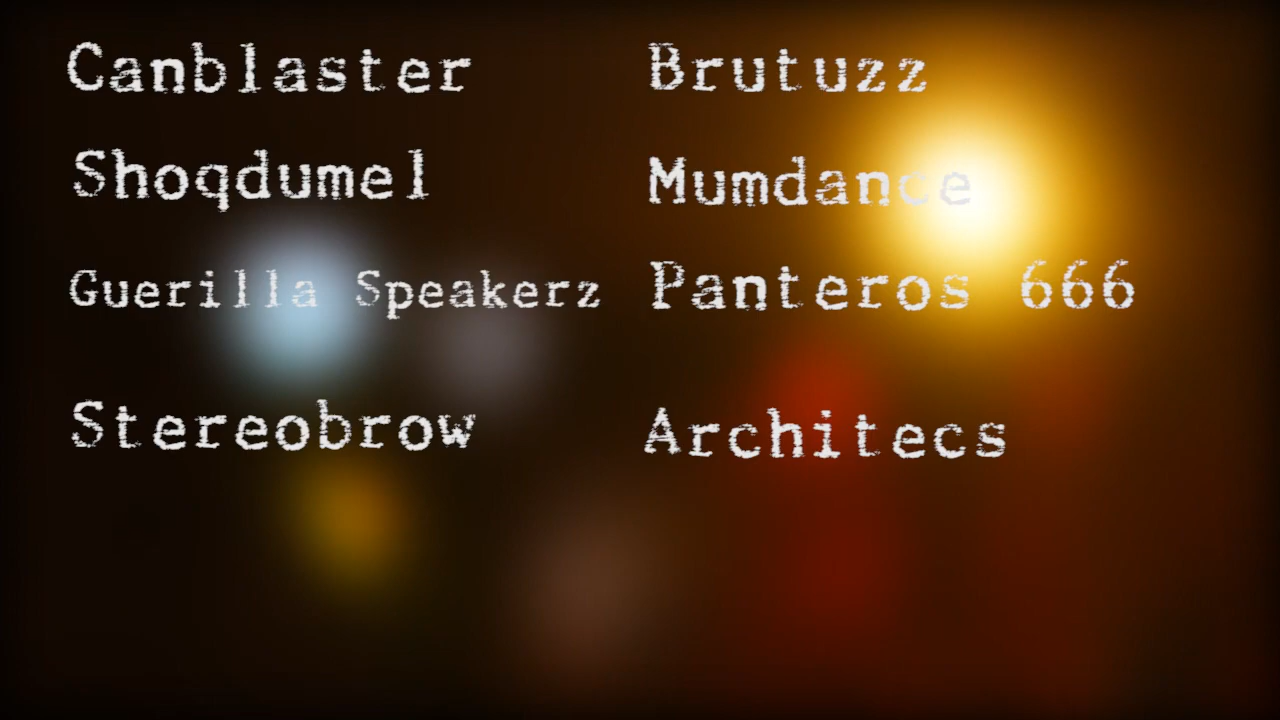 Canblaster
Brutuzz
Shoqdumel
Mumdance
Guerilla Speakerz
Panteros 666
Stereobrow
Architecs